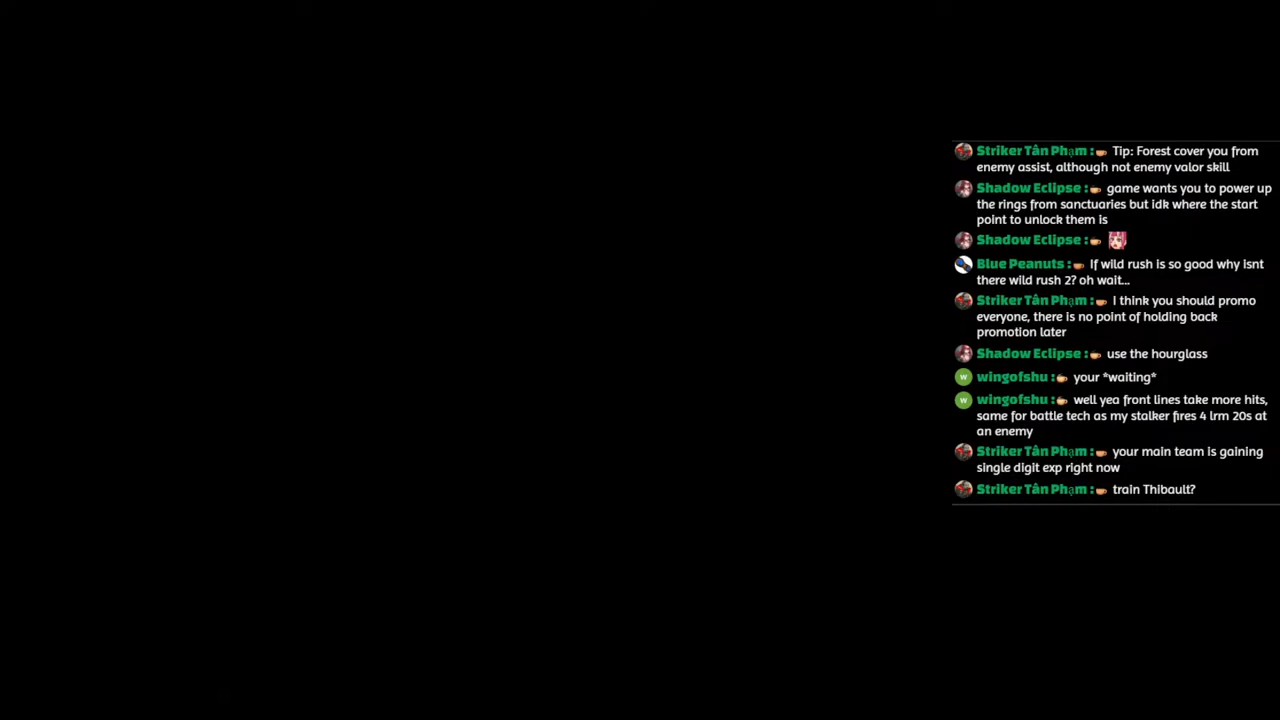 Striker Tân Phạm : Tip: Forest cover you from
enemy assist, although not enemy valor skill
Shadow Eclipse : game wants you to power up
the rings from sanctuaries but idk where the start
point to unlock them is
Shadow Eclipse :
Blue Peanuts : If wild rush is so good why isnt
there wild rush 2? oh wait...
Striker Tân Phạm : I think you should promo
everyone, there is no point of holding back
promotion later
Shadow Eclipse : use the hourglass
W wingofshu : your *waiting*
W wingofshu : well yea front lines take more hits,
same for battle tech as my stalker fires 4 lrm 20s at
an enemy
Striker Tân Phạm : your main team is gaining
single digit exp right now
Striker Tân Phạm : train Thibault?